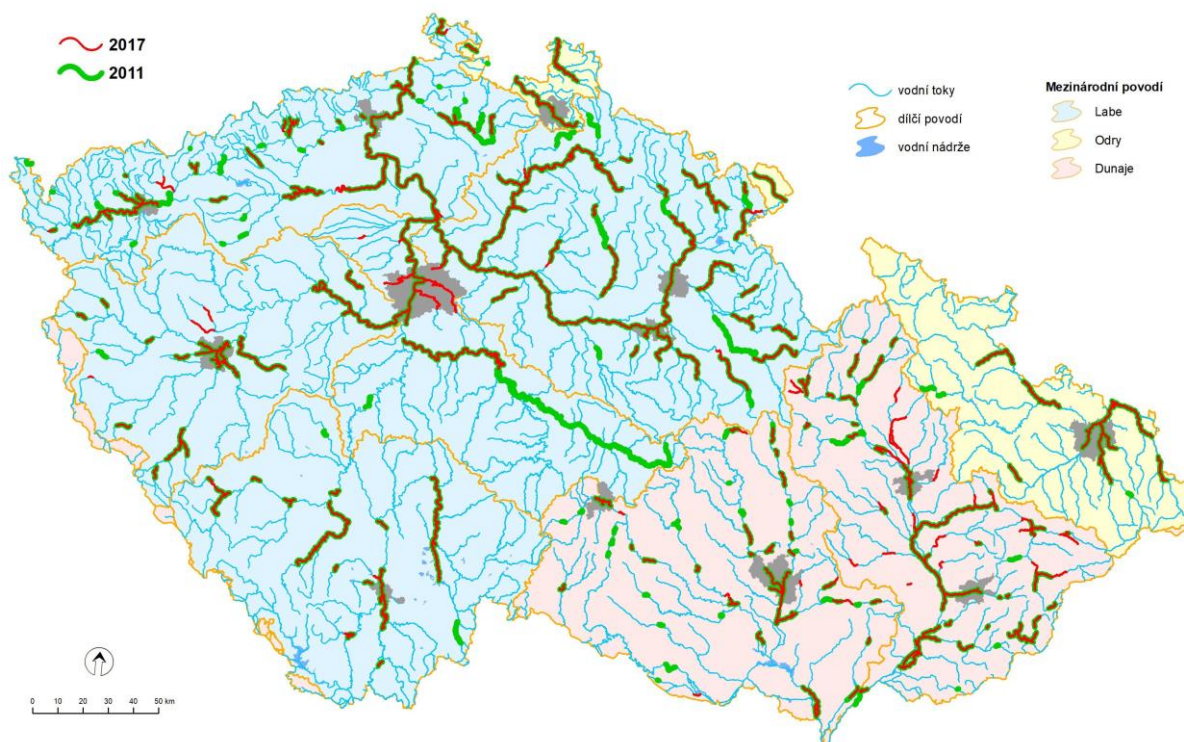 2017
2011
vodní toky
dílčí povodí
vodní nádrže
Mezinárodní povodí
Labe
Odry
Dunaje
0 10 20 30 40 50 km